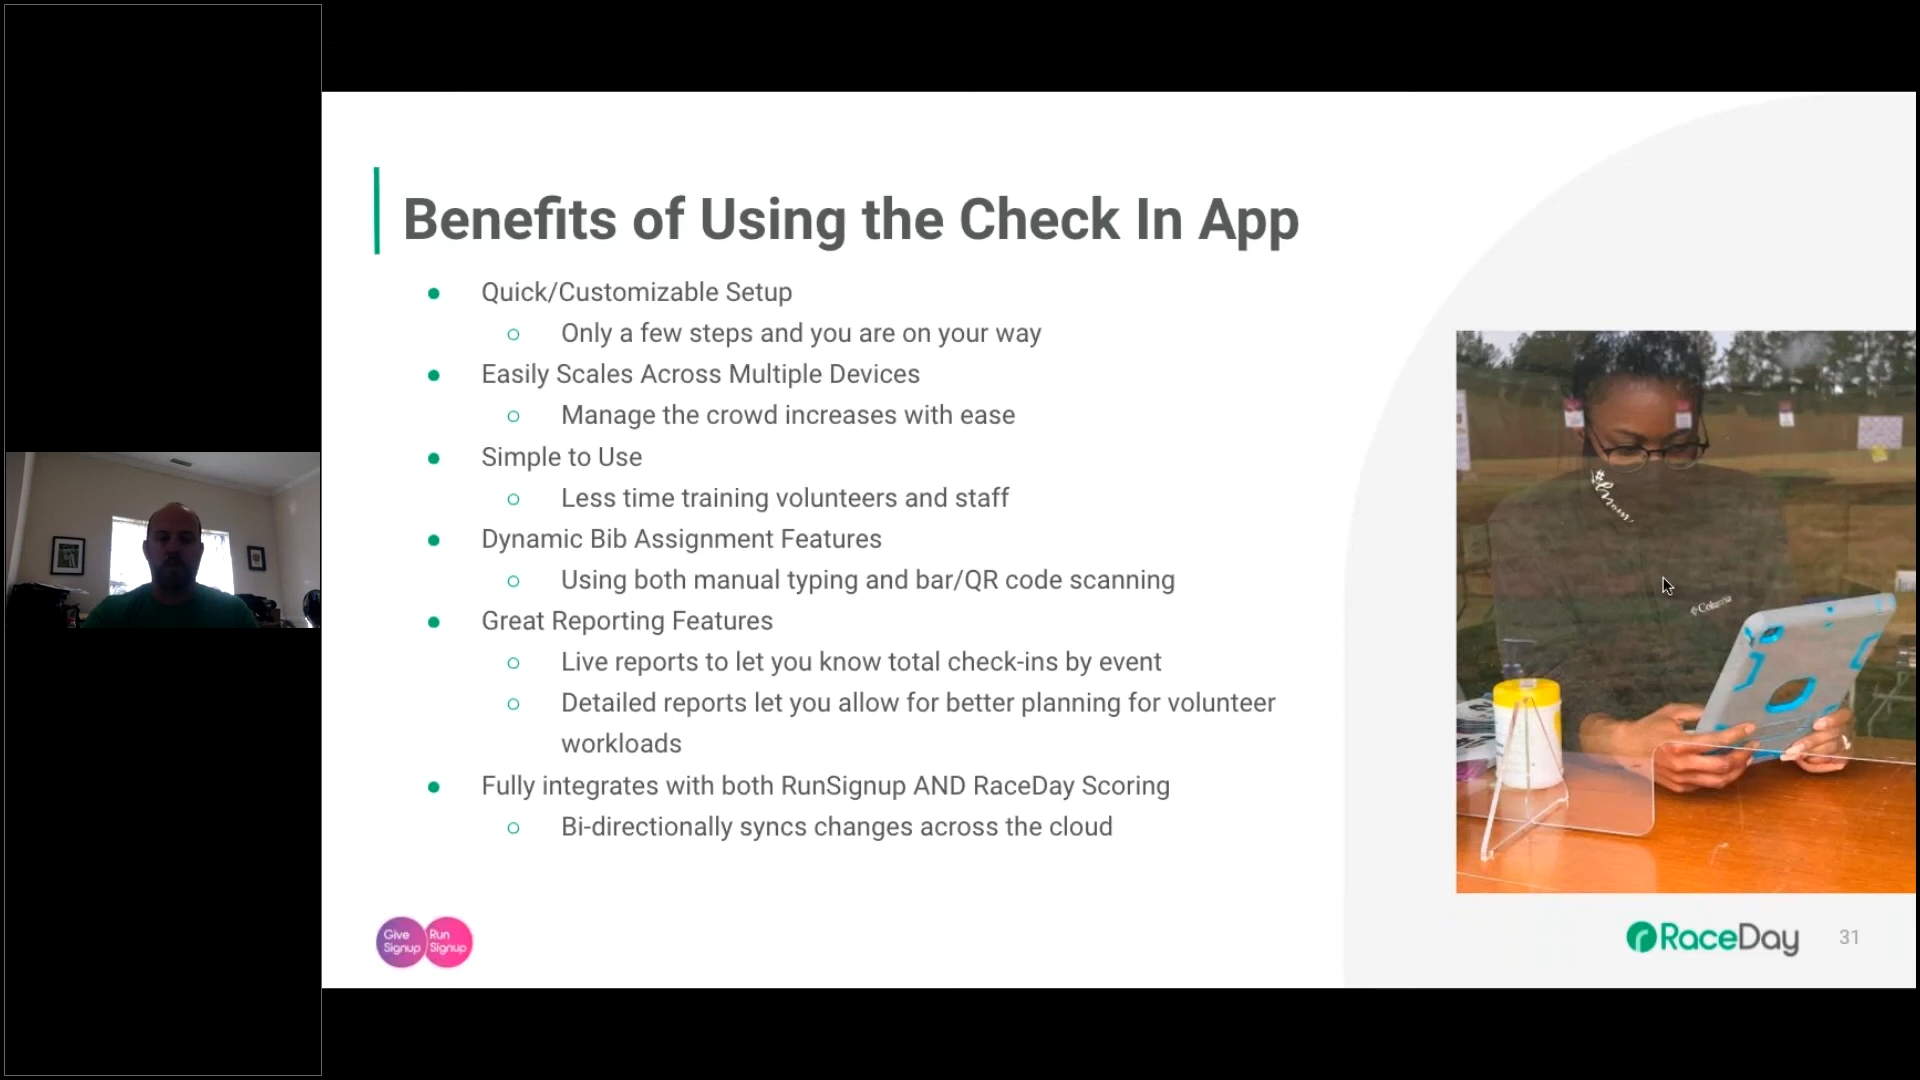 Benefits of Using the Check In App
Quick/Customizable Setup
Only a few steps and you are on your way
Easily Scales Across Multiple Devices
Manage the crowd increases with ease
Simple to Use
Less time training volunteers and staff
Dynamic Bib Assignment Features
Using both manual typing and bar/QR code scanning
Great Reporting Features
Live reports to let you know total check-ins by event
Detailed reports let you allow for better planning for volunteer
workloads
Fully integrates with both RunSignup AND RaceDay Scoring
Bi-directionally syncs changes across the cloud
Columbia
Give
Signup
Run
Signup
RaceDay
31